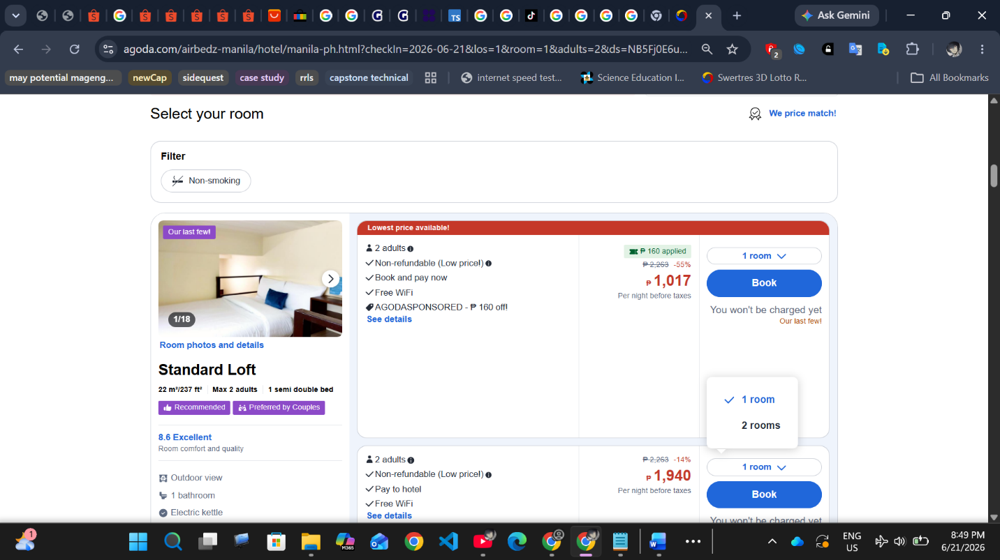 Ask Gemini
agoda.com/airbedz-manila/hotel/manila-ph.html?checkIn=2026-06-21&los=1&room=1&adults=2&ds=NB5Fj0E6u...
2
may potential mageng...
newCap
sidequest
case study
rrls
capstone technical
internet speed test...
Science Education I...
Swertres 3D Lotto R...
All Bookmarks
Select your room
We price match!
Filter
Non-smoking
Our last few!
1/18
Room photos and details
Standard Loft
22 m²/237 ft²
Max 2 adults
1 semi double bed
Recommended
Preferred by Couples
8.6 Excellent
Room comfort and quality
Outdoor view
1 bathroom
Electric kettle
Lowest price available!
2 adults
Non-refundable (Low price!)
Book and pay now
Free WiFi
AGODASPONSORED - ₱ 160 off!
See details
₱ 160 applied
₱ 2,263 -55%
₱ 1,017
Per night before taxes
1 room
Book
You won't be charged yet
Our last few!
1 room
2 rooms
2 adults
Non-refundable (Low price!)
Pay to hotel
Free WiFi
See details
₱ 2,263 -14%
₱ 1,940
Per night before taxes
1 room
Book
You won't be charged yet
1
M365
ENG
US
8:49 PM
6/21/2026